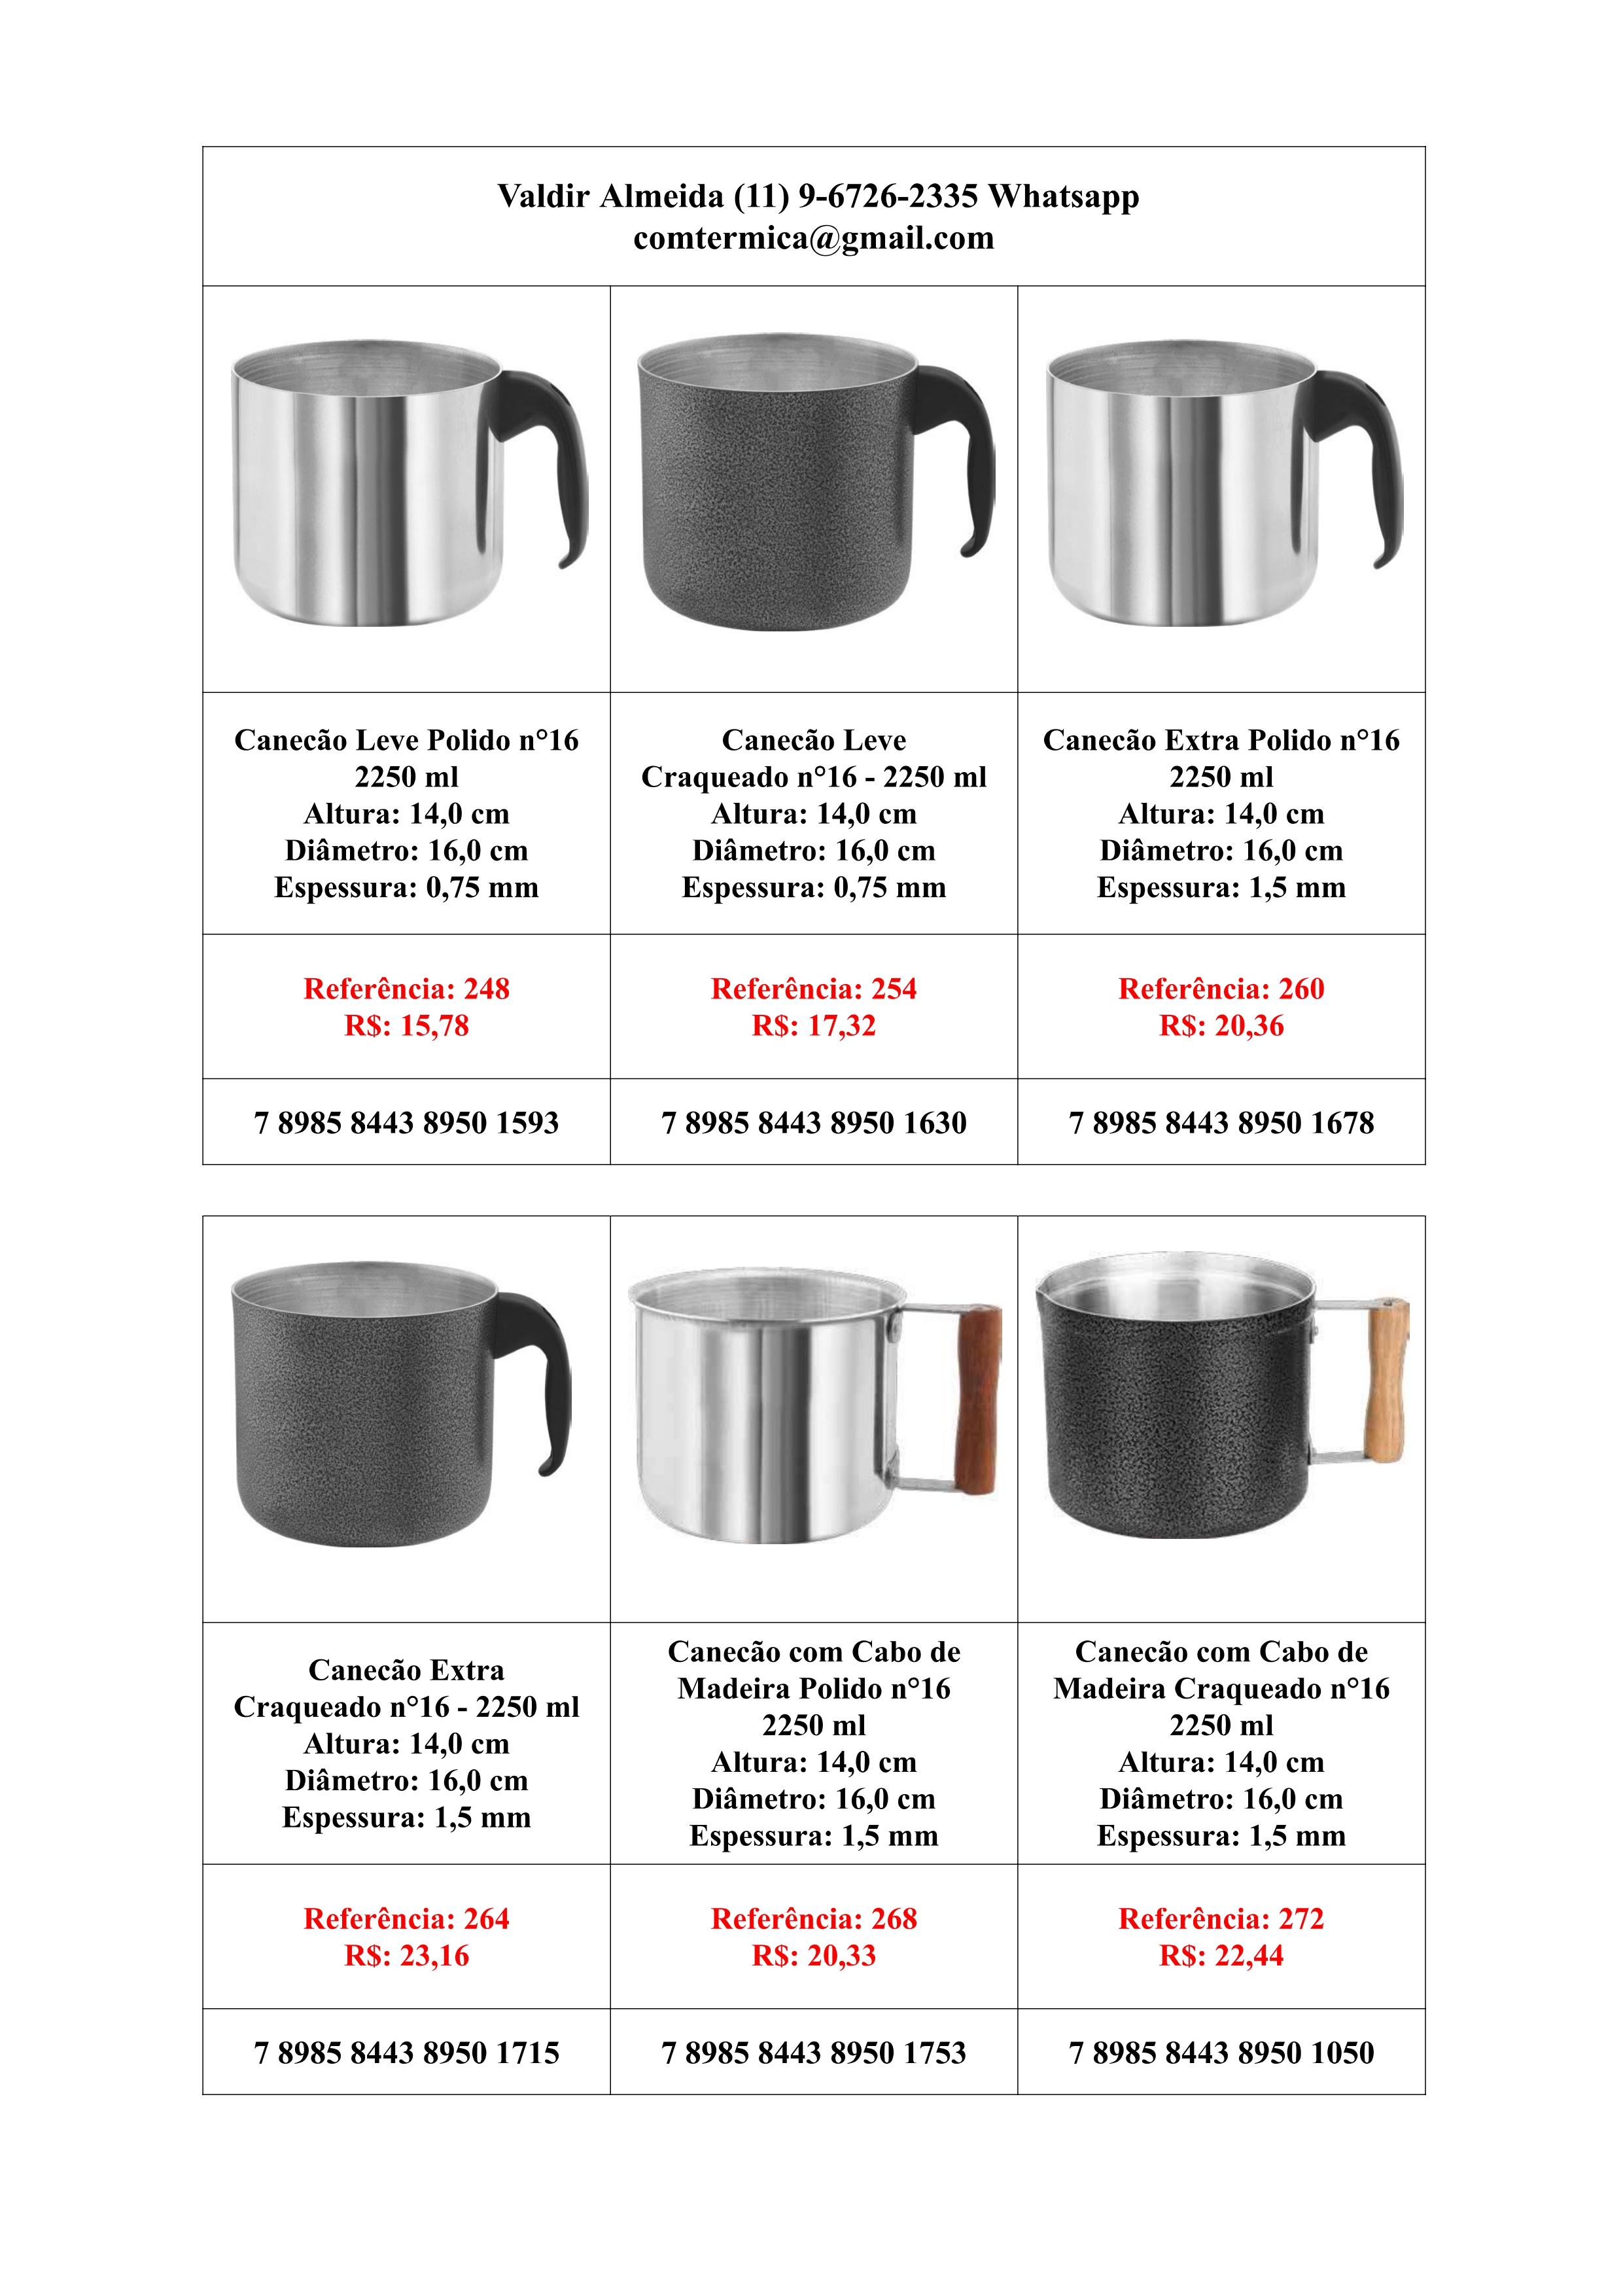 Valdir Almeida (11) 9-6726-2335 Whatsapp
comtermica@gmail.com
Canecão Leve Polido n°16
2250 ml
Altura: 14,0 cm
Diâmetro: 16,0 cm
Espessura: 0,75 mm
Canecão Leve
Craqueado n°16 - 2250 ml
Altura: 14,0 cm
Diâmetro: 16,0 cm
Espessura: 0,75 mm
Canecão Extra Polido n°16
2250 ml
Altura: 14,0 cm
Diâmetro: 16,0 cm
Espessura: 1,5 mm
Referência: 248
R$: 15,78
Referência: 254
R$: 17,32
Referência: 260
R$: 20,36
7 8985 8443 8950 1593
7 8985 8443 8950 1630
7 8985 8443 8950 1678
Canecão Extra
Craqueado n°16 - 2250 ml
Altura: 14,0 cm
Diâmetro: 16,0 cm
Espessura: 1,5 mm
Canecão com Cabo de
Madeira Polido n°16
2250 ml
Altura: 14,0 cm
Diâmetro: 16,0 cm
Espessura: 1,5 mm
Canecão com Cabo de
Madeira Craqueado n°16
2250 ml
Altura: 14,0 cm
Diâmetro: 16,0 cm
Espessura: 1,5 mm
Referência: 264
R$: 23,16
Referência: 268
R$: 20,33
Referência: 272
R$: 22,44
7 8985 8443 8950 1715
7 8985 8443 8950 1753
7 8985 8443 8950 1050